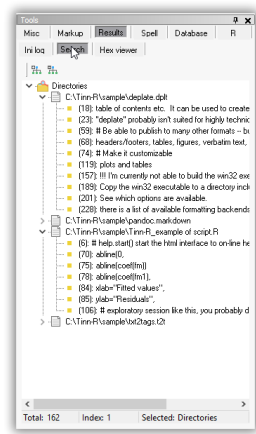 Tools
Misc Markup Results Spell Database R
Ini log Search Hex viewer
Directories
C:\Tinn-R\sample\deplate.dplt
(18): table of contents etc. It can be used to create
(23): "deplate" probably isn't suited for highly technic
(59): # Be able to publish to many other formats -- bu
(68): headers/footers, tables, figures, verbatim text,
(74): # Make it customizable
(119): plots and tables
(157): !!! I'm currently not able to build the win32 exe
(189): Copy the win32 executable to a directory inclu
(201): See which options are available.
(228): there is a list of available formatting backends
C:\Tinn-R\sample\pandoc.markdown
C:\Tinn-R\sample\Tinn-R_example of script.R
(6): # help.start() start the html interface to on-line he
(70): abline(0,
(75): abline(coef(fm))
(78): abline(coef(fm1),
(84): xlab="Fitted values",
(85): ylab="Residuals",
(106): # exploratory session like this, you probably d
C:\Tinn-R\sample\txt2tags.t2t
Total: 162 Index: 1 Selected: Directories